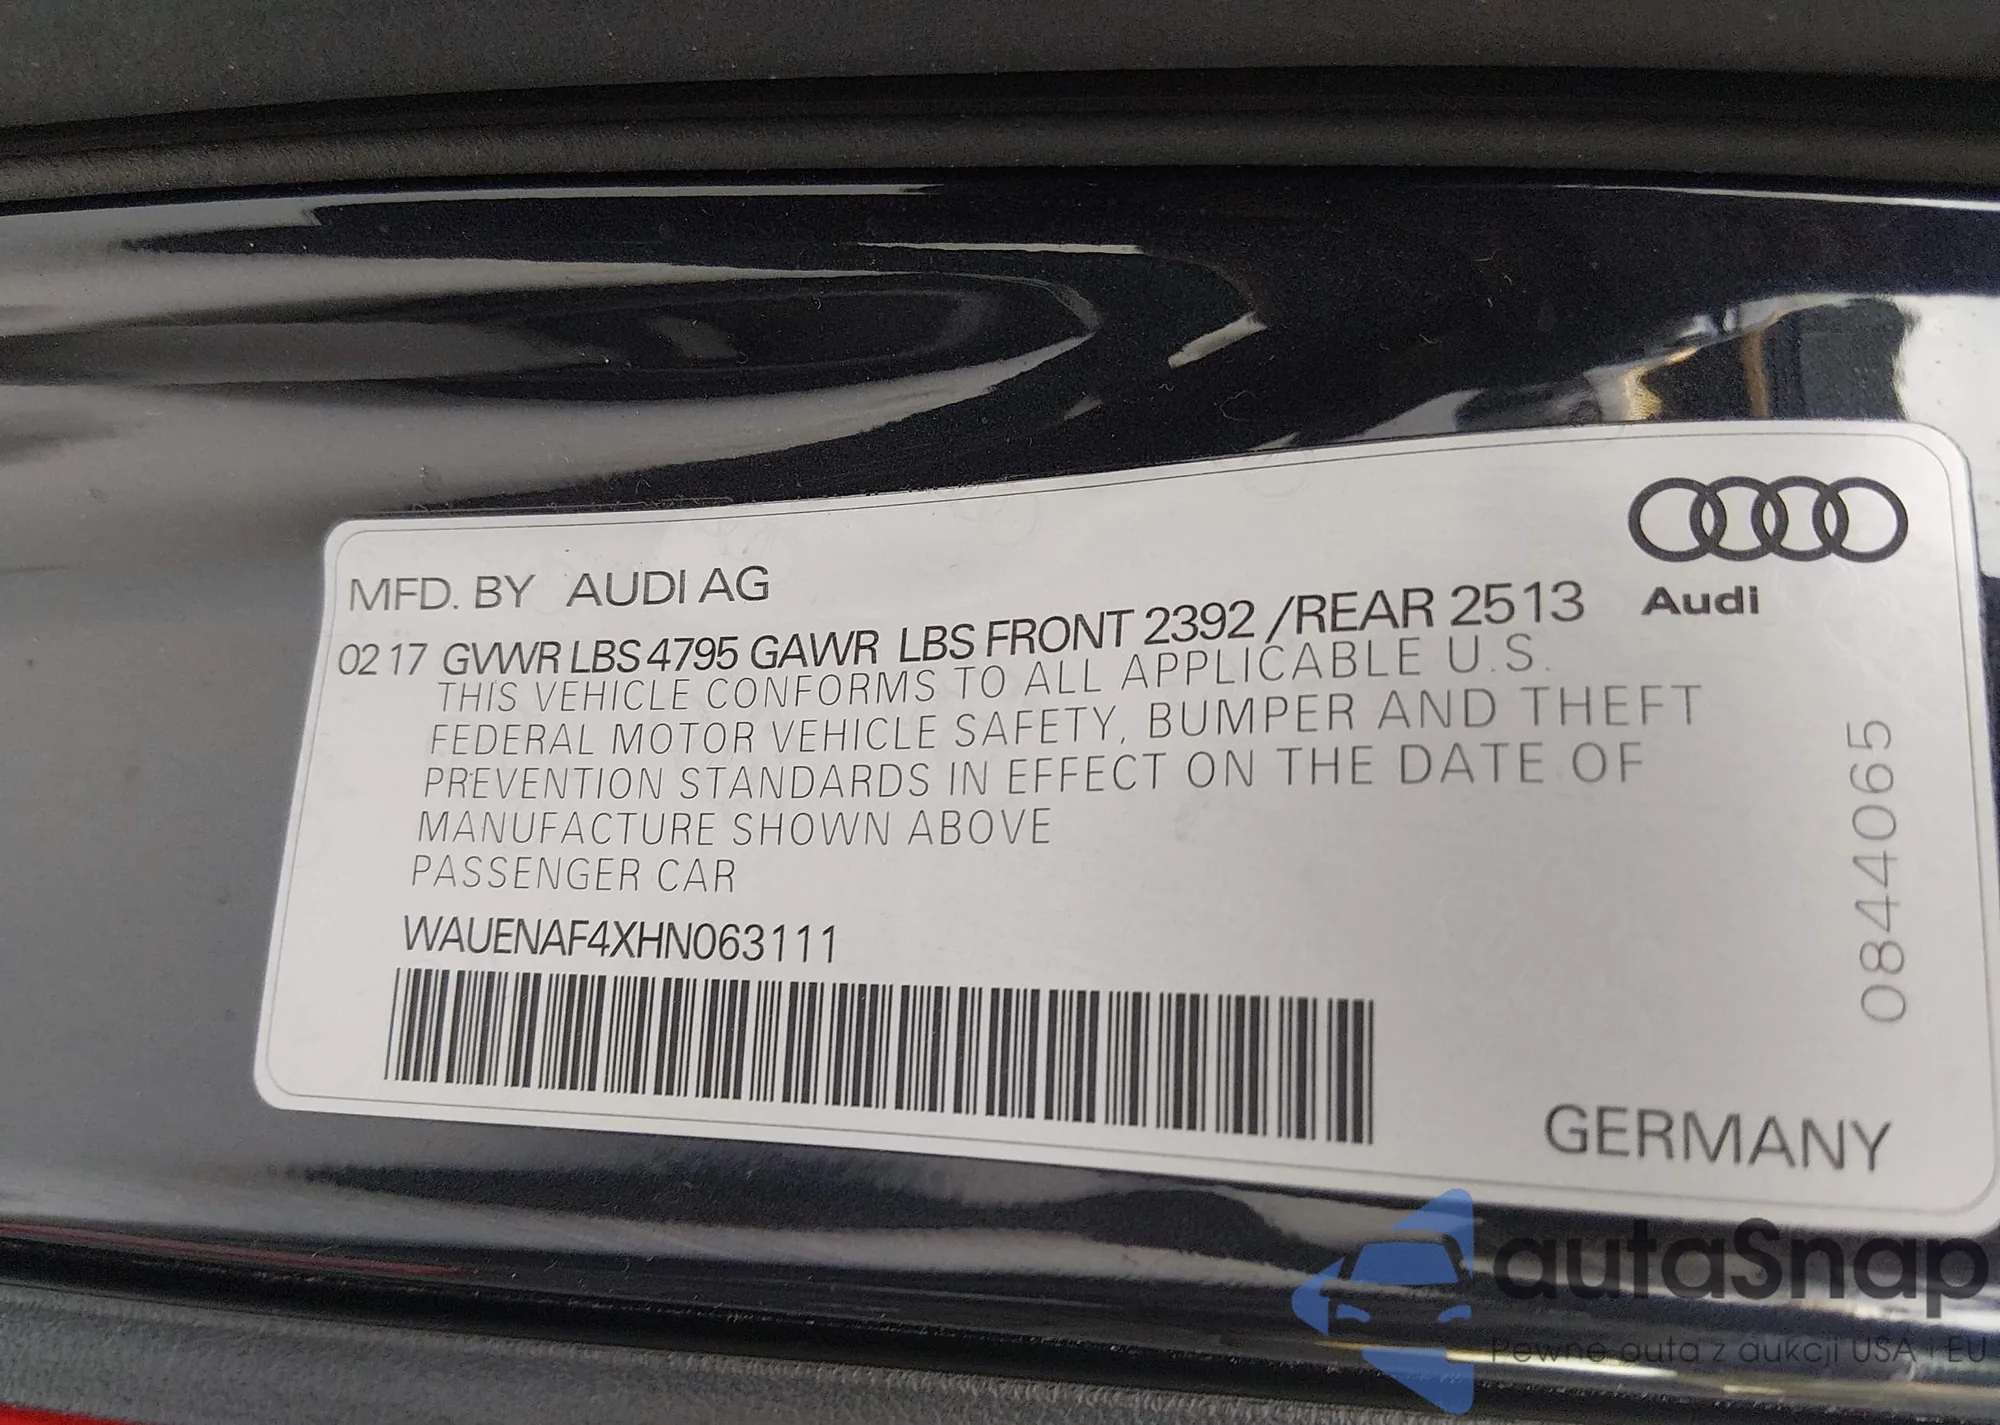 MFD. BY AUDI AG
Audi
02 17 GVWR LBS 4795 GAWR LBS FRONT 2392 /REAR 2513
THIS VEHICLE CONFORMS TO ALL APPLICABLE U.S.
FEDERAL MOTOR VEHICLE SAFETY, BUMPER AND THEFT
PREVENTION STANDARDS IN EFFECT ON THE DATE OF
MANUFACTURE SHOWN ABOVE
PASSENGER CAR
WAUENAF4XHN063111
0844065
GERMANY
autaSnap
Pewne auta z aukcji USA i EU